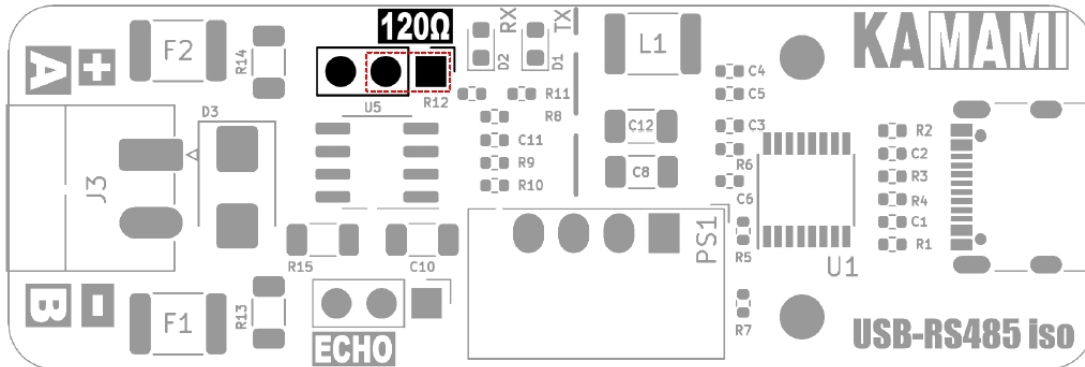 120Ω
RX
TX
KAMAMI
A
+
F2
R14
D2
D1
L1
C4
C5
U5
R12
R11
D3
R8
C12
C3
R2
C11
C2
R9
C8
R6
R3
R10
R4
J3
C6
C1
PS1
R5
R1
U1
R15
C10
B
-
F1
R13
R7
ECHO
USB-RS485 iso